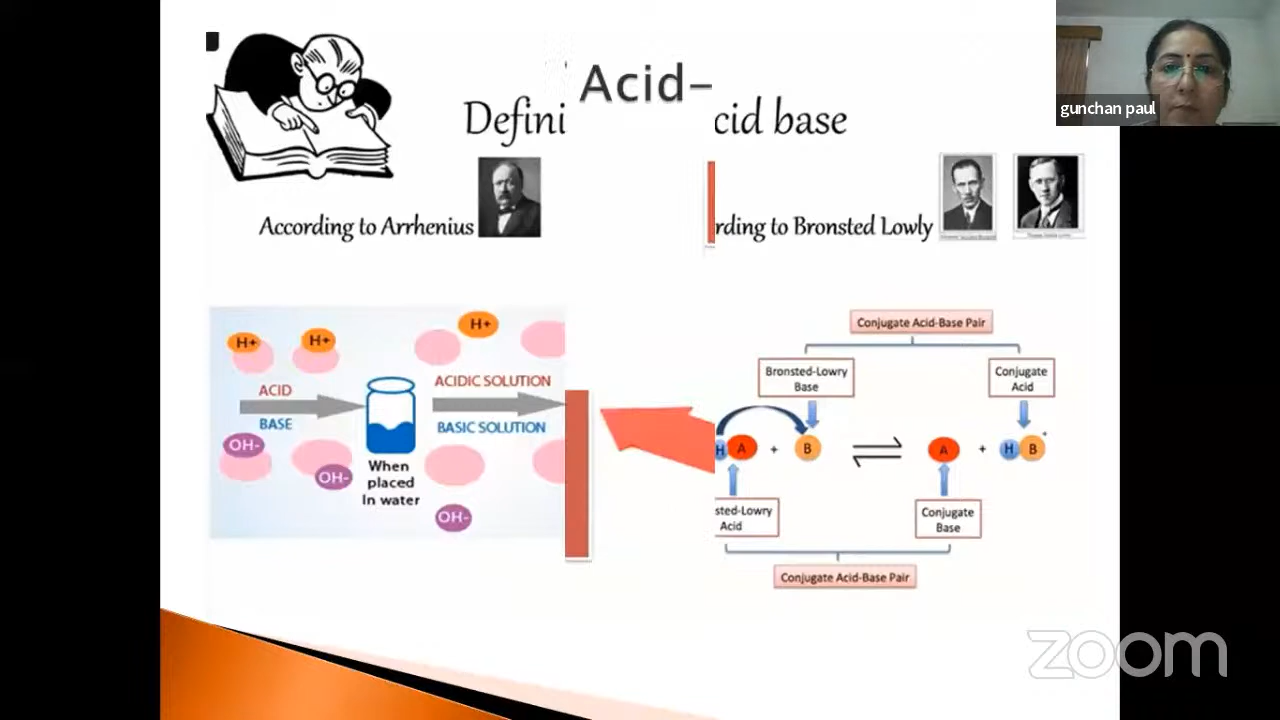 Acid-
Defini
cid base
gunchan paul
According to Arrhenius
rding to Bronsted Lowly
H+
H+
H+
ACID
BASE
OH-
OH-
When
placed
In water
ACIDIC SOLUTION
BASIC SOLUTION
OH-
Conjugate Acid-Base Pair
Bronsted-Lowry
Base
Conjugate
Acid
H A + B
A + H B
sted-Lowry
Acid
Conjugate
Base
Conjugate Acid-Base Pair
zoom